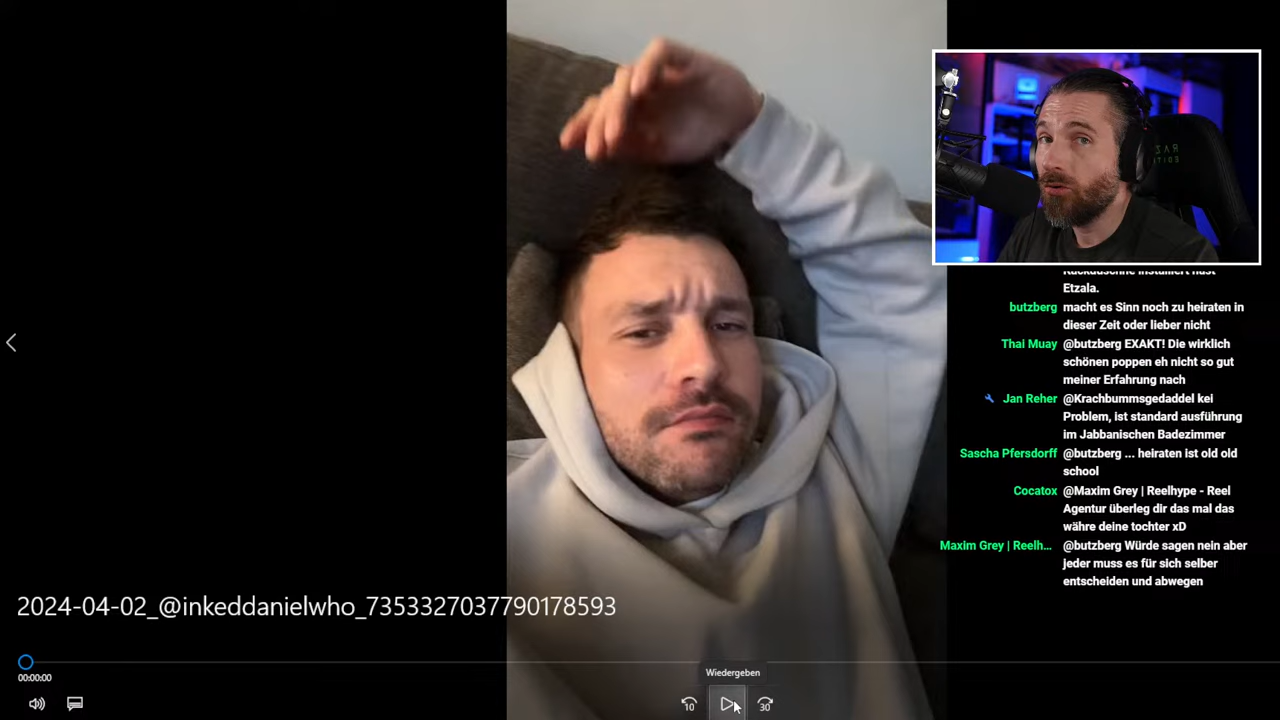 Etzala.
butzberg macht es Sinn noch zu heiraten in
dieser Zeit oder lieber nicht
Thai Muay @butzberg EXAKT! Die wirklich
schönen poppen eh nicht so gut
meiner Erfahrung nach
Jan Reher @Krachbummsgedaddel kei
Problem, ist standard ausführung
im Jabbanischen Badezimmer
Sascha Pfersdorff @butzberg ... heiraten ist old old
school
Cocatox @Maxim Grey | Reelhype - Reel
Agentur überleg dir das mal das
währe deine tochter xD
Maxim Grey | Reelh... @butzberg Würde sagen nein aber
jeder muss es für sich selber
entscheiden und abwegen
2024-04-02_@inkeddanielwho_7353327037790178593
Wiedergeben
00:00:00
10
30